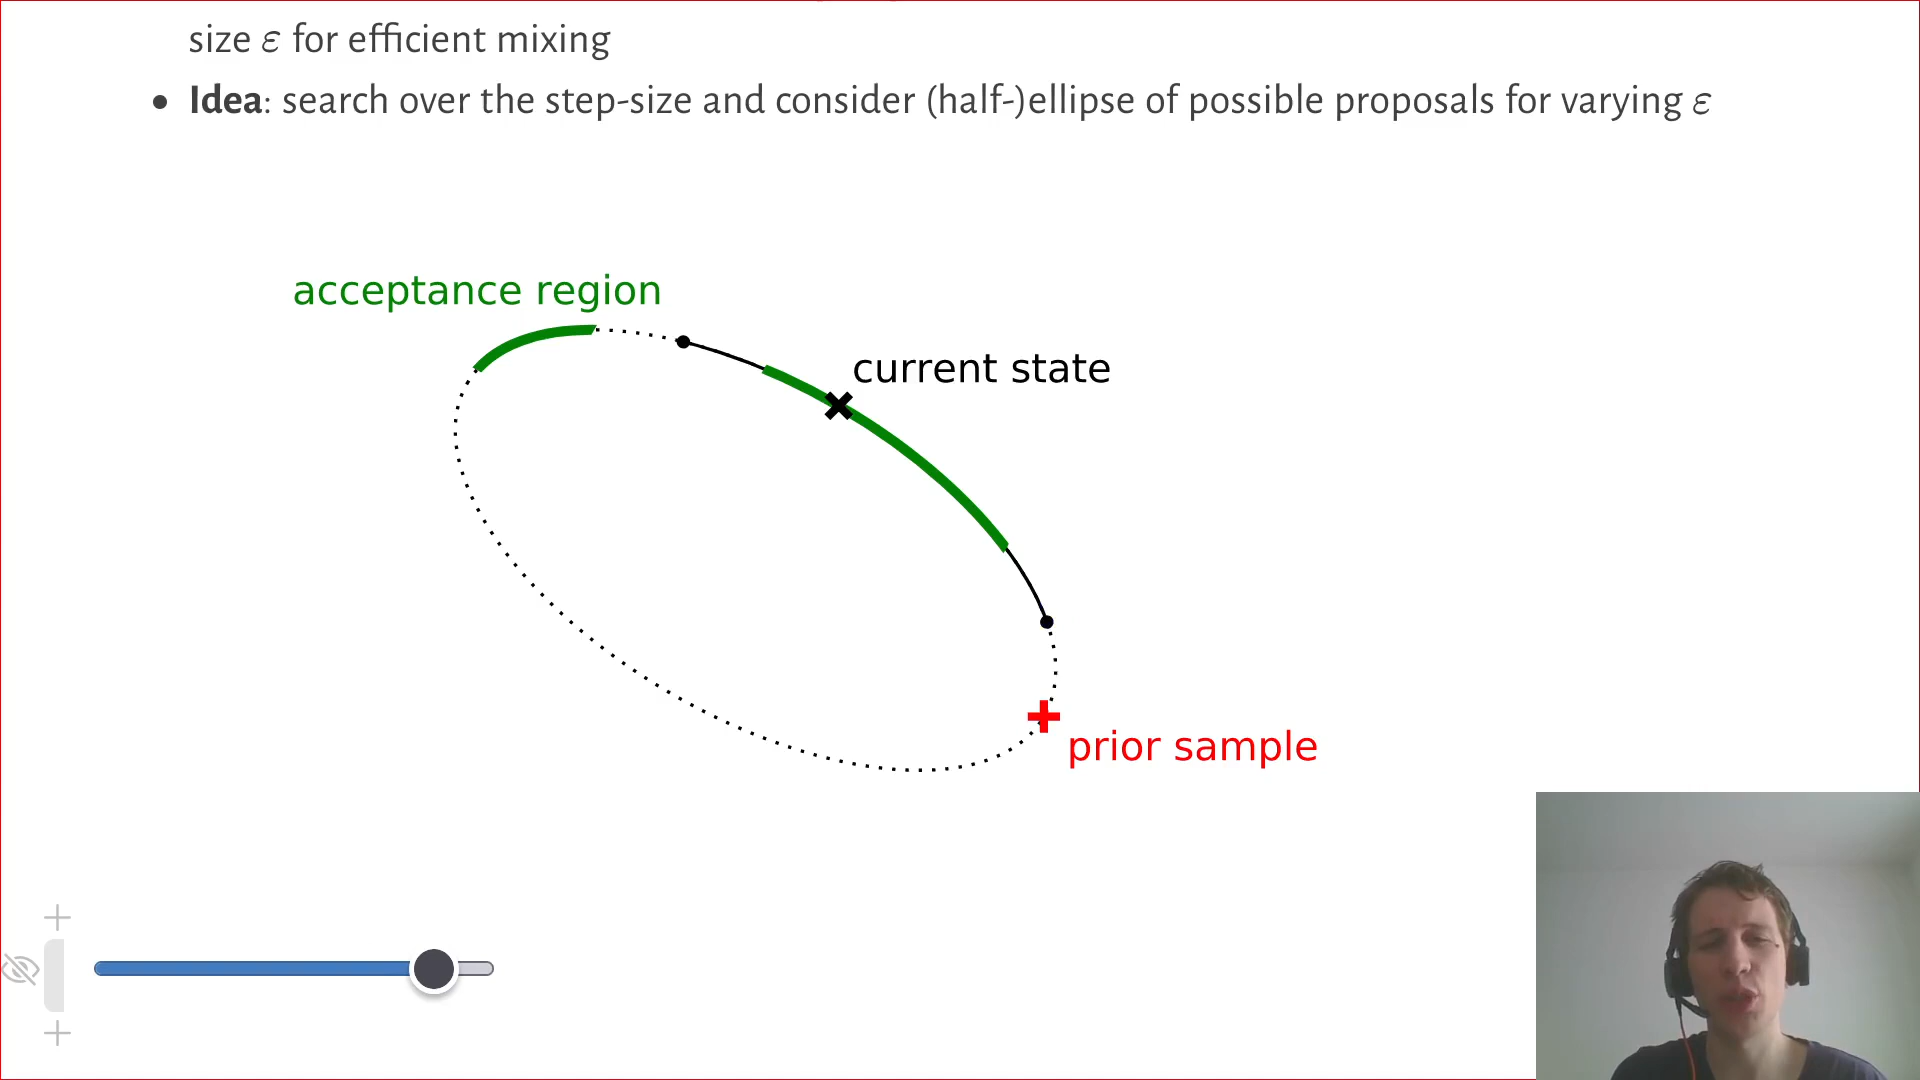 size ε for efficient mixing
• Idea: search over the step-size and consider (half-)ellipse of possible proposals for varying ε
acceptance region
current state
prior sample